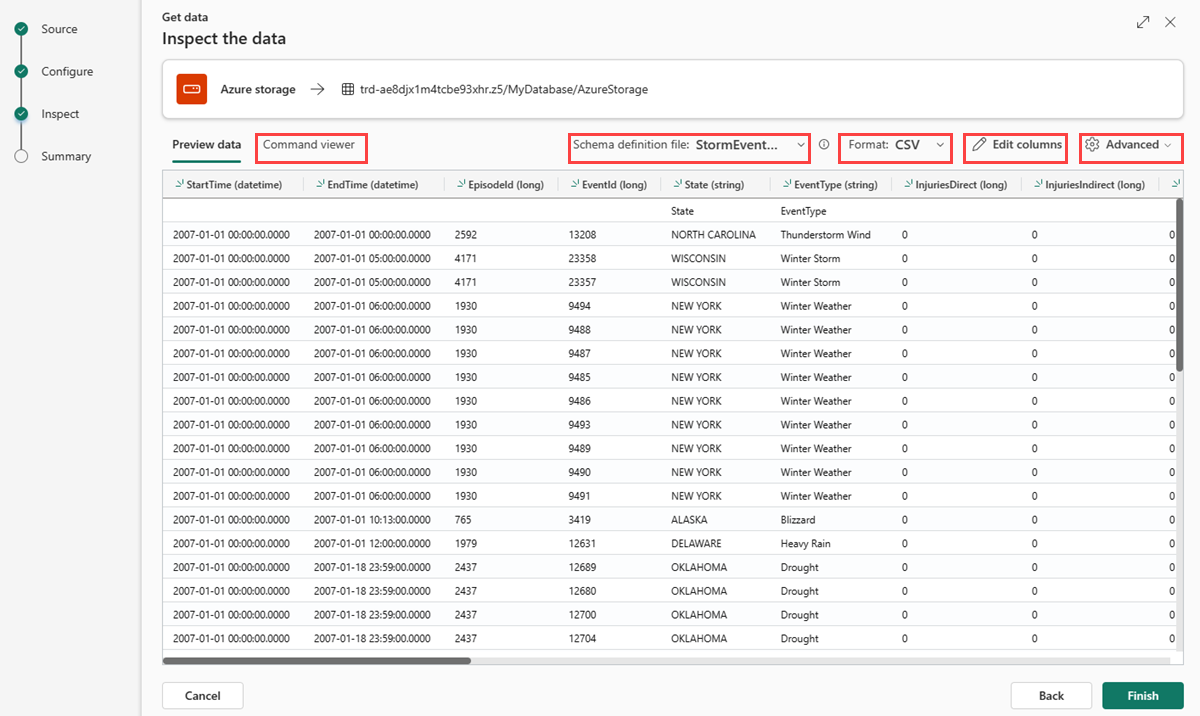 Source
Configure
Inspect
Summary
Get data
Inspect the data
Azure storage trd-ae8djx1m4tcbe93xhr.z5/MyDatabase/AzureStorage
Preview data Command viewer Schema definition file: StormEvent... Format: CSV Edit columns Advanced
StartTime (datetime) EndTime (datetime) EpisodeId (long) EventId (long) State (string) EventType (string) InjuriesDirect (long) InjuriesIndirect (long)
State EventType
2007-01-01 00:00:00.0000 2007-01-01 00:00:00.0000 2592 13208 NORTH CAROLINA Thunderstorm Wind 0 0 0
2007-01-01 00:00:00.0000 2007-01-01 05:00:00.0000 4171 23358 WISCONSIN Winter Storm 0 0 0
2007-01-01 00:00:00.0000 2007-01-01 05:00:00.0000 4171 23357 WISCONSIN Winter Storm 0 0 0
2007-01-01 00:00:00.0000 2007-01-01 06:00:00.0000 1930 9494 NEW YORK Winter Weather 0 0 0
2007-01-01 00:00:00.0000 2007-01-01 06:00:00.0000 1930 9488 NEW YORK Winter Weather 0 0 0
2007-01-01 00:00:00.0000 2007-01-01 06:00:00.0000 1930 9487 NEW YORK Winter Weather 0 0 0
2007-01-01 00:00:00.0000 2007-01-01 06:00:00.0000 1930 9485 NEW YORK Winter Weather 0 0 0
2007-01-01 00:00:00.0000 2007-01-01 06:00:00.0000 1930 9486 NEW YORK Winter Weather 0 0 0
2007-01-01 00:00:00.0000 2007-01-01 06:00:00.0000 1930 9493 NEW YORK Winter Weather 0 0 0
2007-01-01 00:00:00.0000 2007-01-01 06:00:00.0000 1930 9489 NEW YORK Winter Weather 0 0 0
2007-01-01 00:00:00.0000 2007-01-01 06:00:00.0000 1930 9490 NEW YORK Winter Weather 0 0 0
2007-01-01 00:00:00.0000 2007-01-01 06:00:00.0000 1930 9491 NEW YORK Winter Weather 0 0 0
2007-01-01 00:00:00.0000 2007-01-01 10:13:00.0000 765 3419 ALASKA Blizzard 0 0 0
2007-01-01 00:00:00.0000 2007-01-01 12:00:00.0000 1979 12631 DELAWARE Heavy Rain 0 0 0
2007-01-01 00:00:00.0000 2007-01-18 23:59:00.0000 2437 12689 OKLAHOMA Drought 0 0 0
2007-01-01 00:00:00.0000 2007-01-18 23:59:00.0000 2437 12680 OKLAHOMA Drought 0 0 0
2007-01-01 00:00:00.0000 2007-01-18 23:59:00.0000 2437 12700 OKLAHOMA Drought 0 0 0
2007-01-01 00:00:00.0000 2007-01-18 23:59:00.0000 2437 12704 OKLAHOMA Drought 0 0 0
Cancel Back Finish